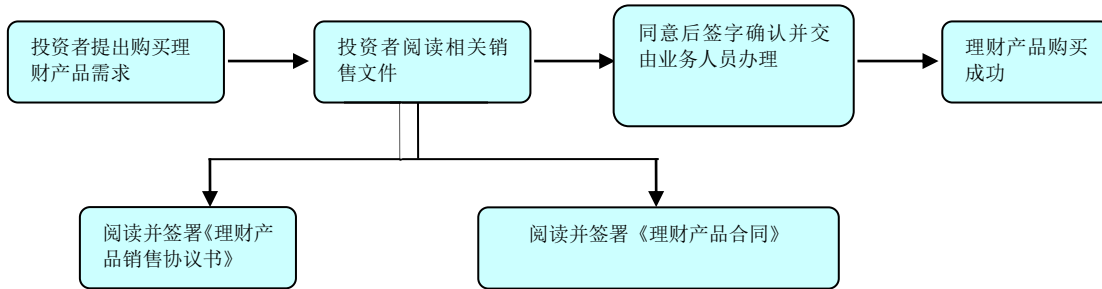 投资者提出购买理
财产品需求
投资者阅读相关销
售文件
同意后签字确认并交
由业务人员办理
理财产品购买
成功
阅读并签署《理财产
品销售协议书》
阅读并签署《理财产品合同》